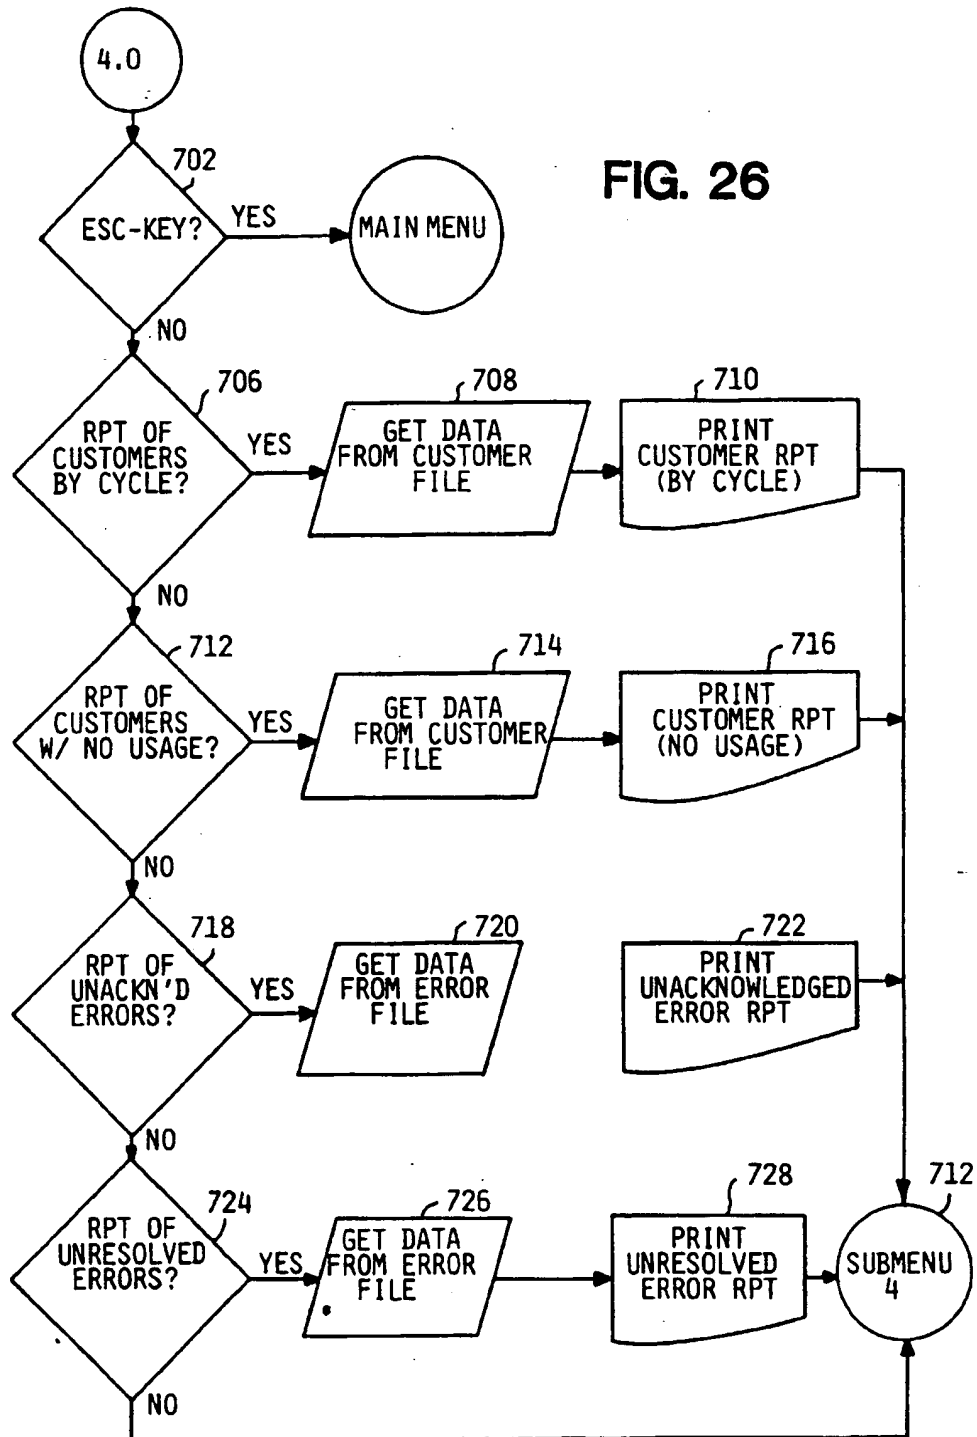 4.0
FIG. 26
702
ESC-KEY?
YES
MAIN MENU
NO
706
RPT OF
CUSTOMERS
BY CYCLE?
YES
708
GET DATA
FROM CUSTOMER
FILE
710
PRINT
CUSTOMER RPT
(BY CYCLE)
NO
712
RPT OF
CUSTOMERS
W/ NO USAGE?
YES
714
GET DATA
FROM CUSTOMER
FILE
716
PRINT
CUSTOMER RPT
(NO USAGE)
NO
718
RPT OF
UNACKN'D
ERRORS?
YES
720
GET DATA
FROM ERROR
FILE
722
PRINT
UNACKNOWLEDGED
ERROR RPT
NO
724
RPT OF
UNRESOLVED
ERRORS?
YES
726
GET DATA
FROM ERROR
FILE
728
PRINT
UNRESOLVED
ERROR RPT
712
SUBMENU
4
NO